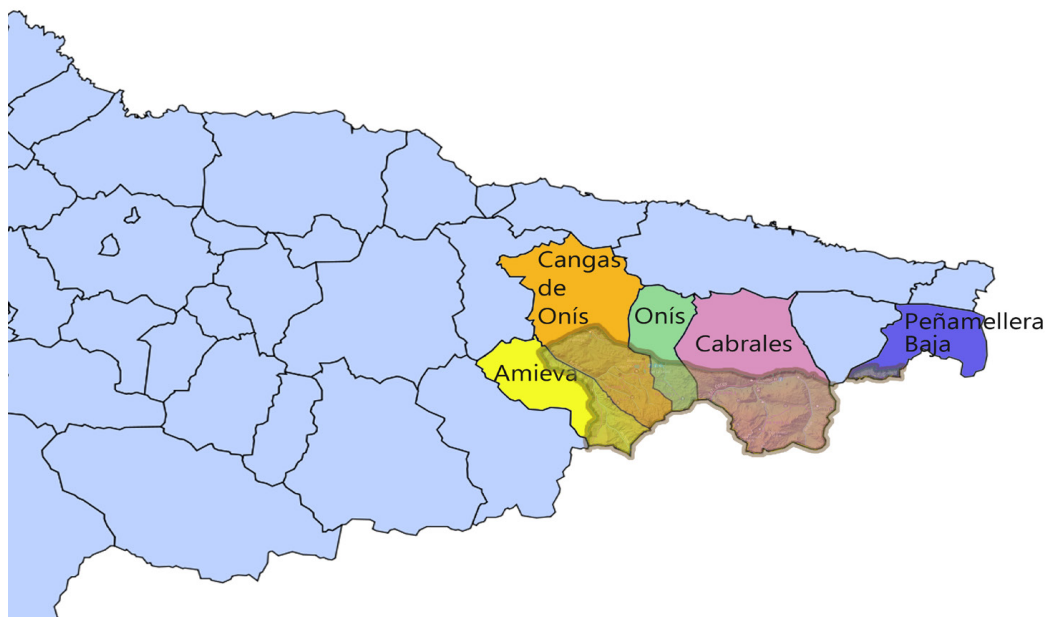 Cangas
de
Onís
Onís
Cabrales
Peñamellera
Baja
Amieva